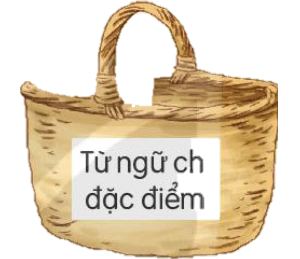 Từ ngữ ch
đặc điểm